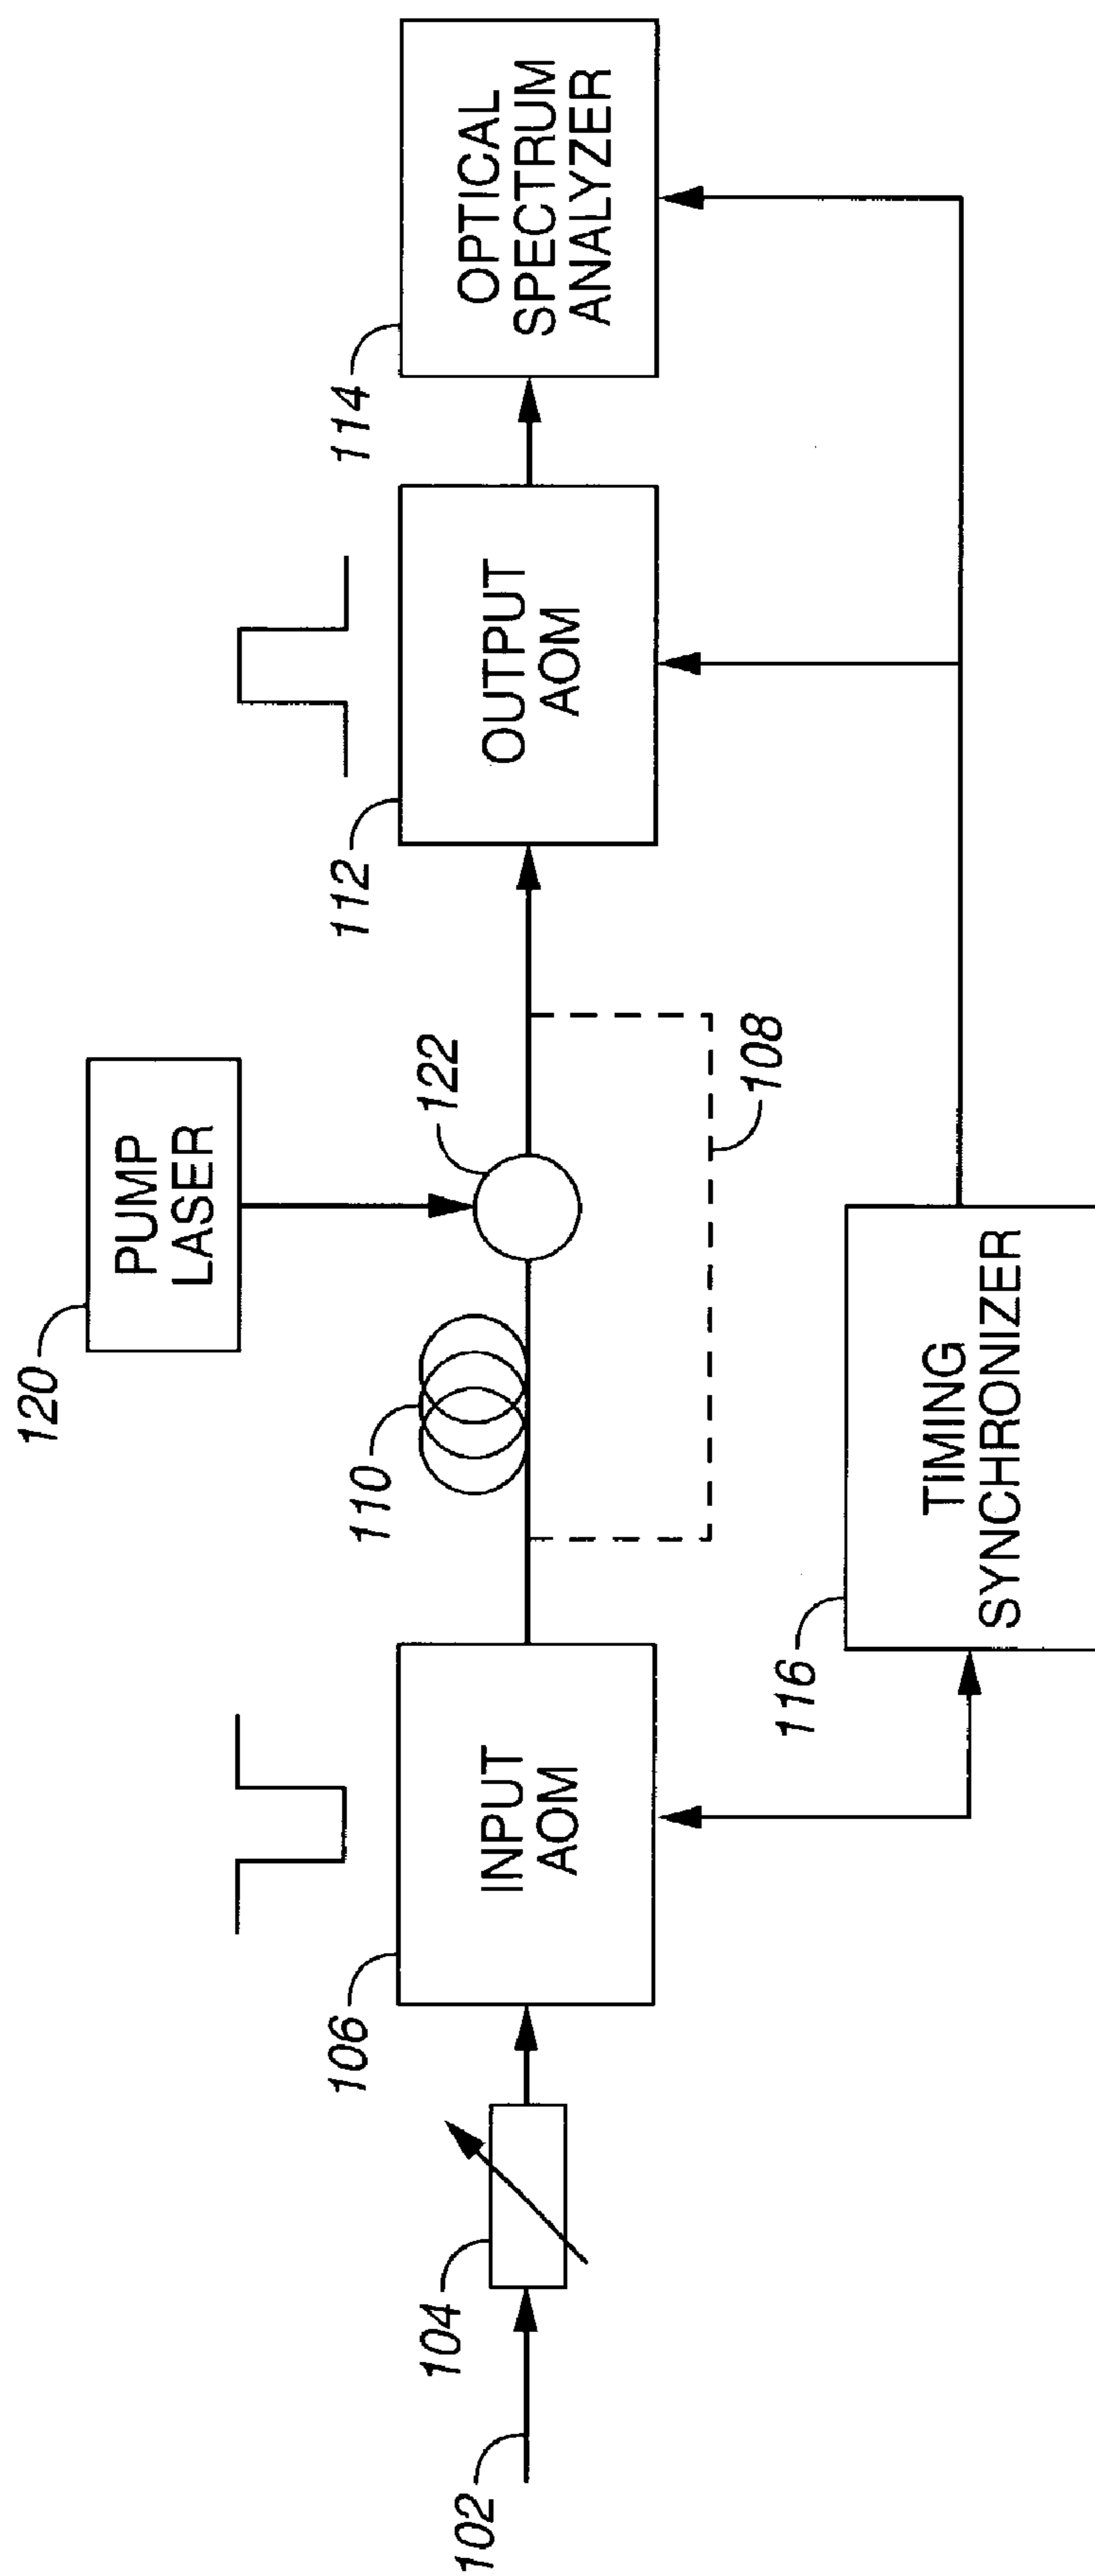 120
PUMP
LASER
114
OPTICAL
SPECTRUM
ANALYZER
112
OUTPUT
AOM
122
110
108
106
INPUT
AOM
104
102
116
TIMING
SYNCHRONIZER